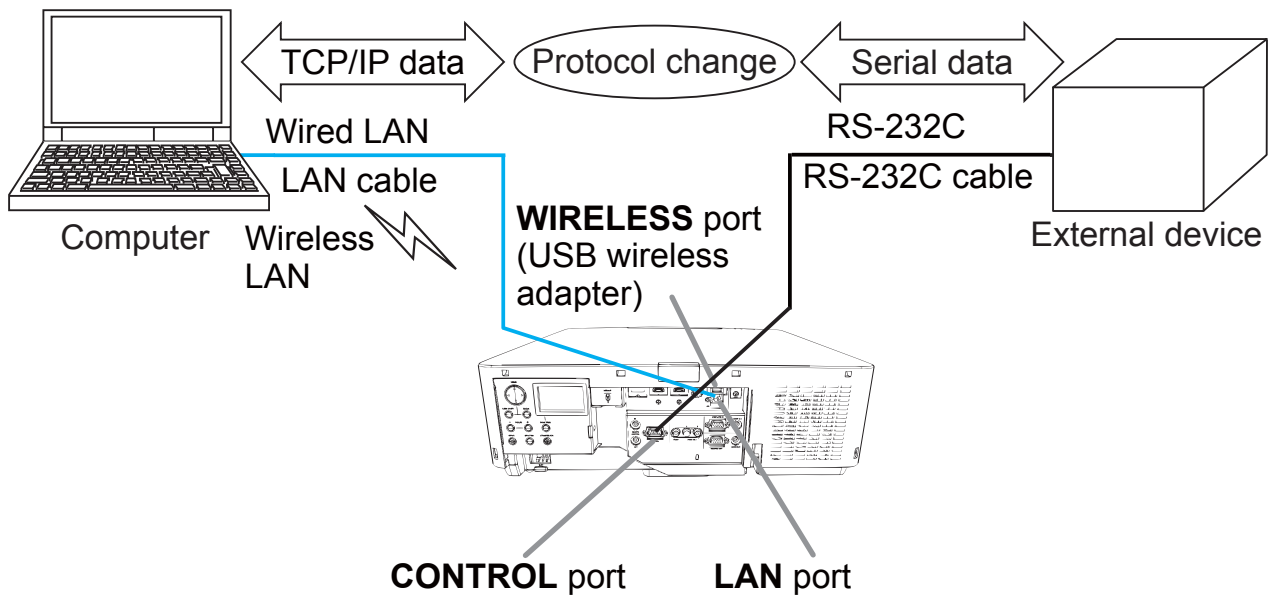 TCP/IP data
Protocol change
Serial data
Wired LAN
LAN cable
RS-232C
RS-232C cable
Computer
Wireless
LAN
WIRELESS port
(USB wireless
adapter)
External device
CONTROL port
LAN port